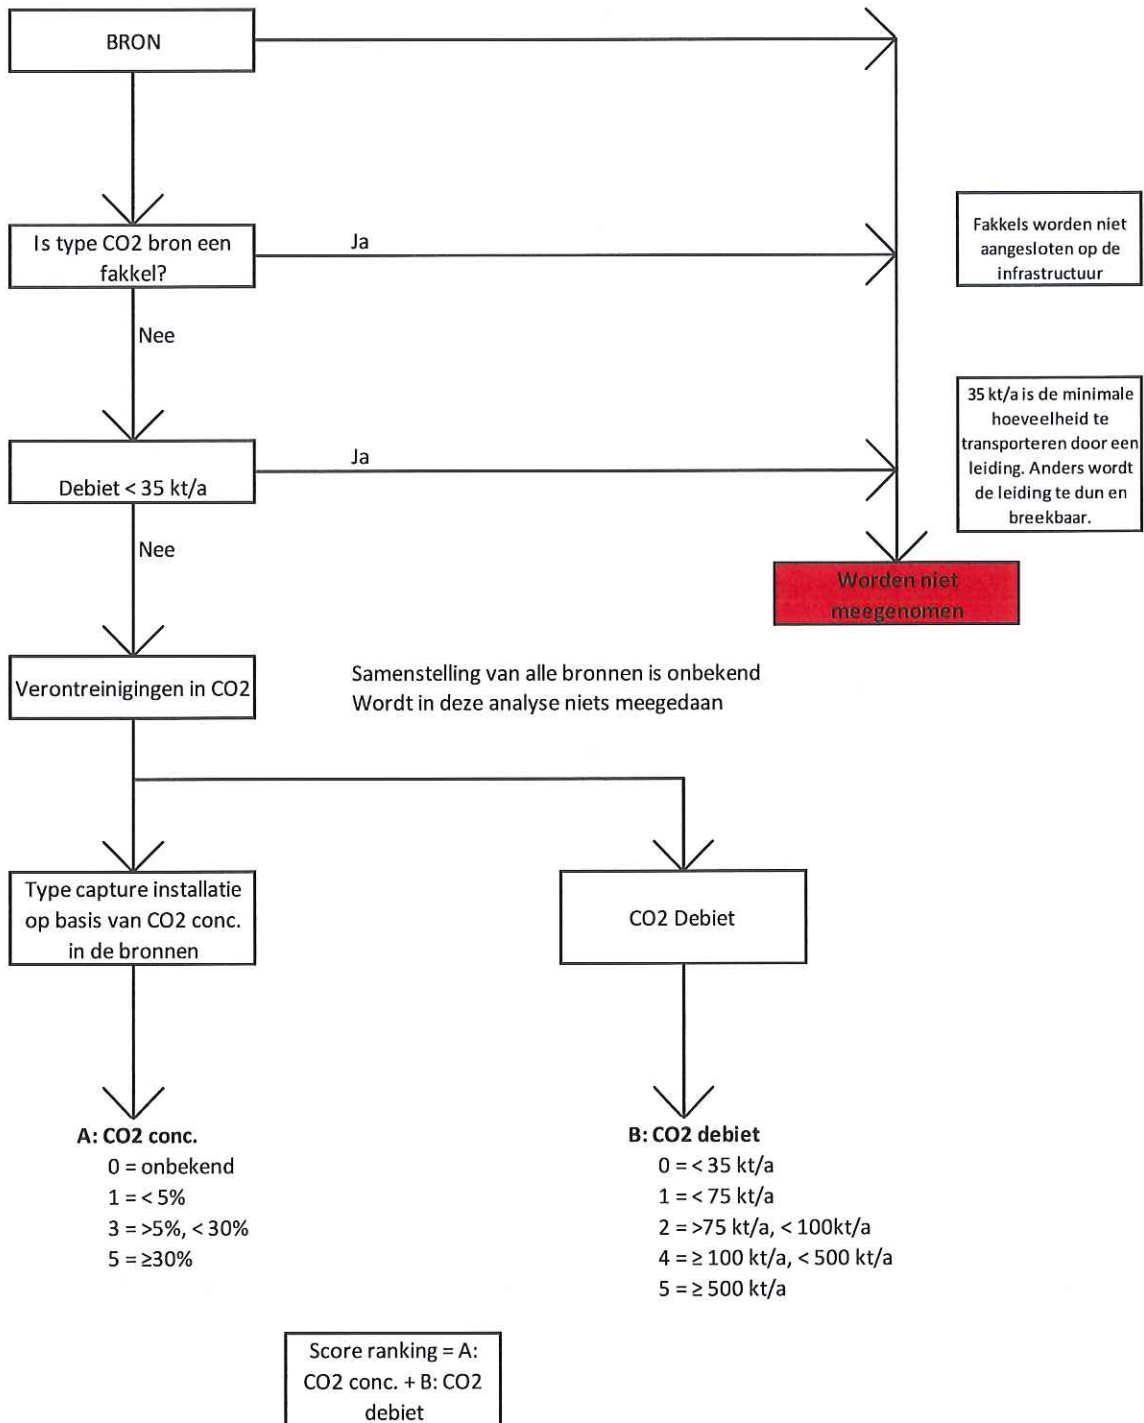 BRON
Is type CO2 bron een
fakkel?
Ja
Fakkels worden niet
aangesloten op de
infrastructuur
Nee
Debiet < 35 kt/a
Ja
35 kt/a is de minimale
hoeveelheid te
transporteren door een
leiding. Anders wordt
de leiding te dun en
breekbaar.
Nee
Worden niet
meegenomen
Verontreinigingen in CO2
Samenstelling van alle bronnen is onbekend
Wordt in deze analyse niets meegedaan
Type capture installatie
op basis van CO2 conc.
in de bronnen
CO2 Debiet
A: CO2 conc.
0 = onbekend
1 = < 5%
3 = >5%, < 30%
5 = ≥30%
B: CO2 debiet
0 = < 35 kt/a
1 = < 75 kt/a
2 = >75 kt/a, < 100kt/a
4 = ≥ 100 kt/a, < 500 kt/a
5 = ≥ 500 kt/a
Score ranking = A:
CO2 conc. + B: CO2
debiet